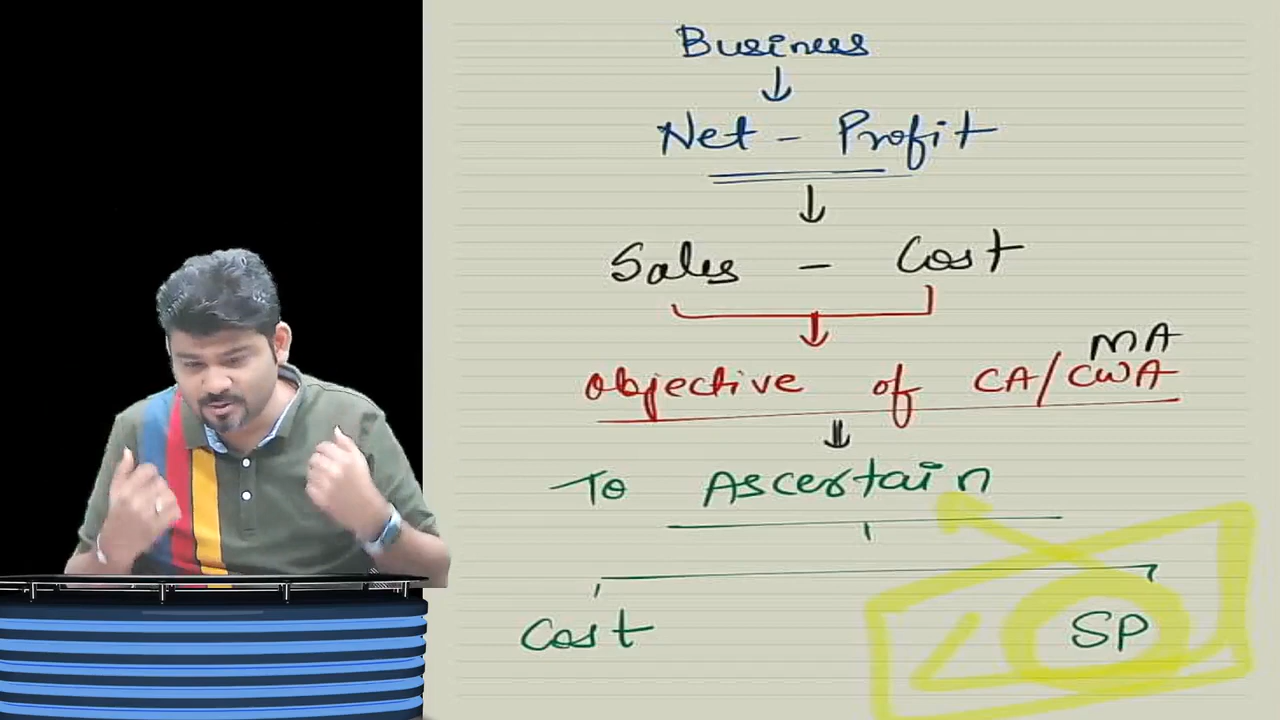 Business
↓
Net - Profit
↓
Sales - Cost
↓
MA
Objective of CA/CWA
↓
To Ascertain
Cost SP